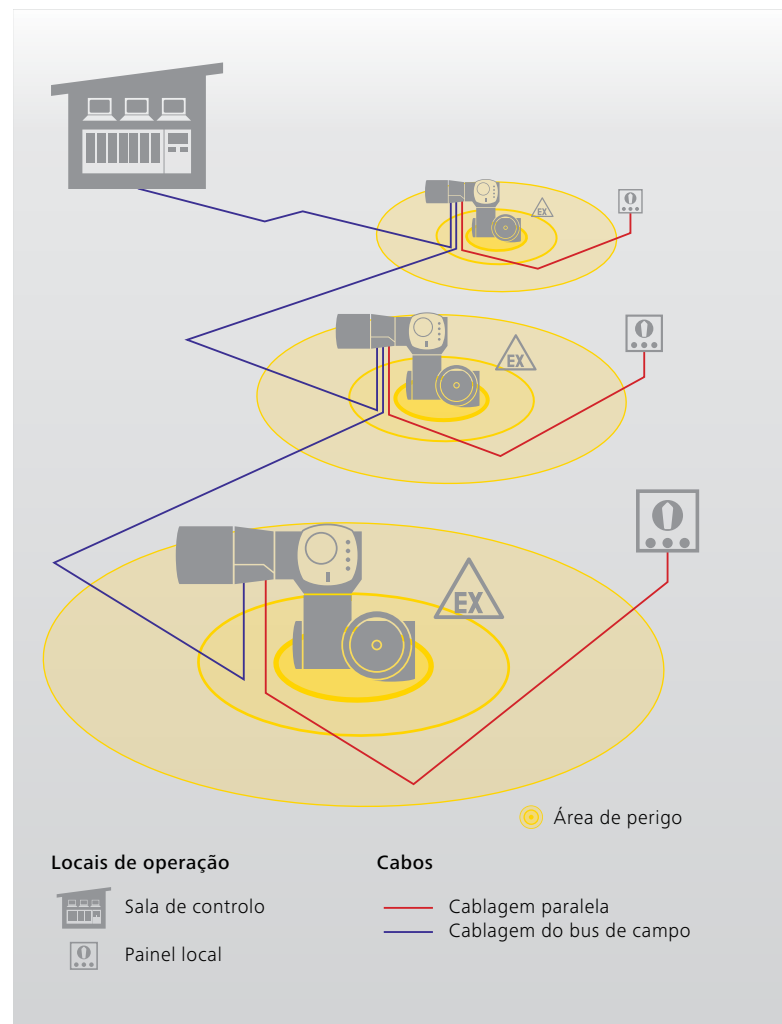 EX
EX
EX
Área de perigo
Locais de operação
Cabos
Sala de controlo
Cablagem paralela
Cablagem do bus de campo
Painel local